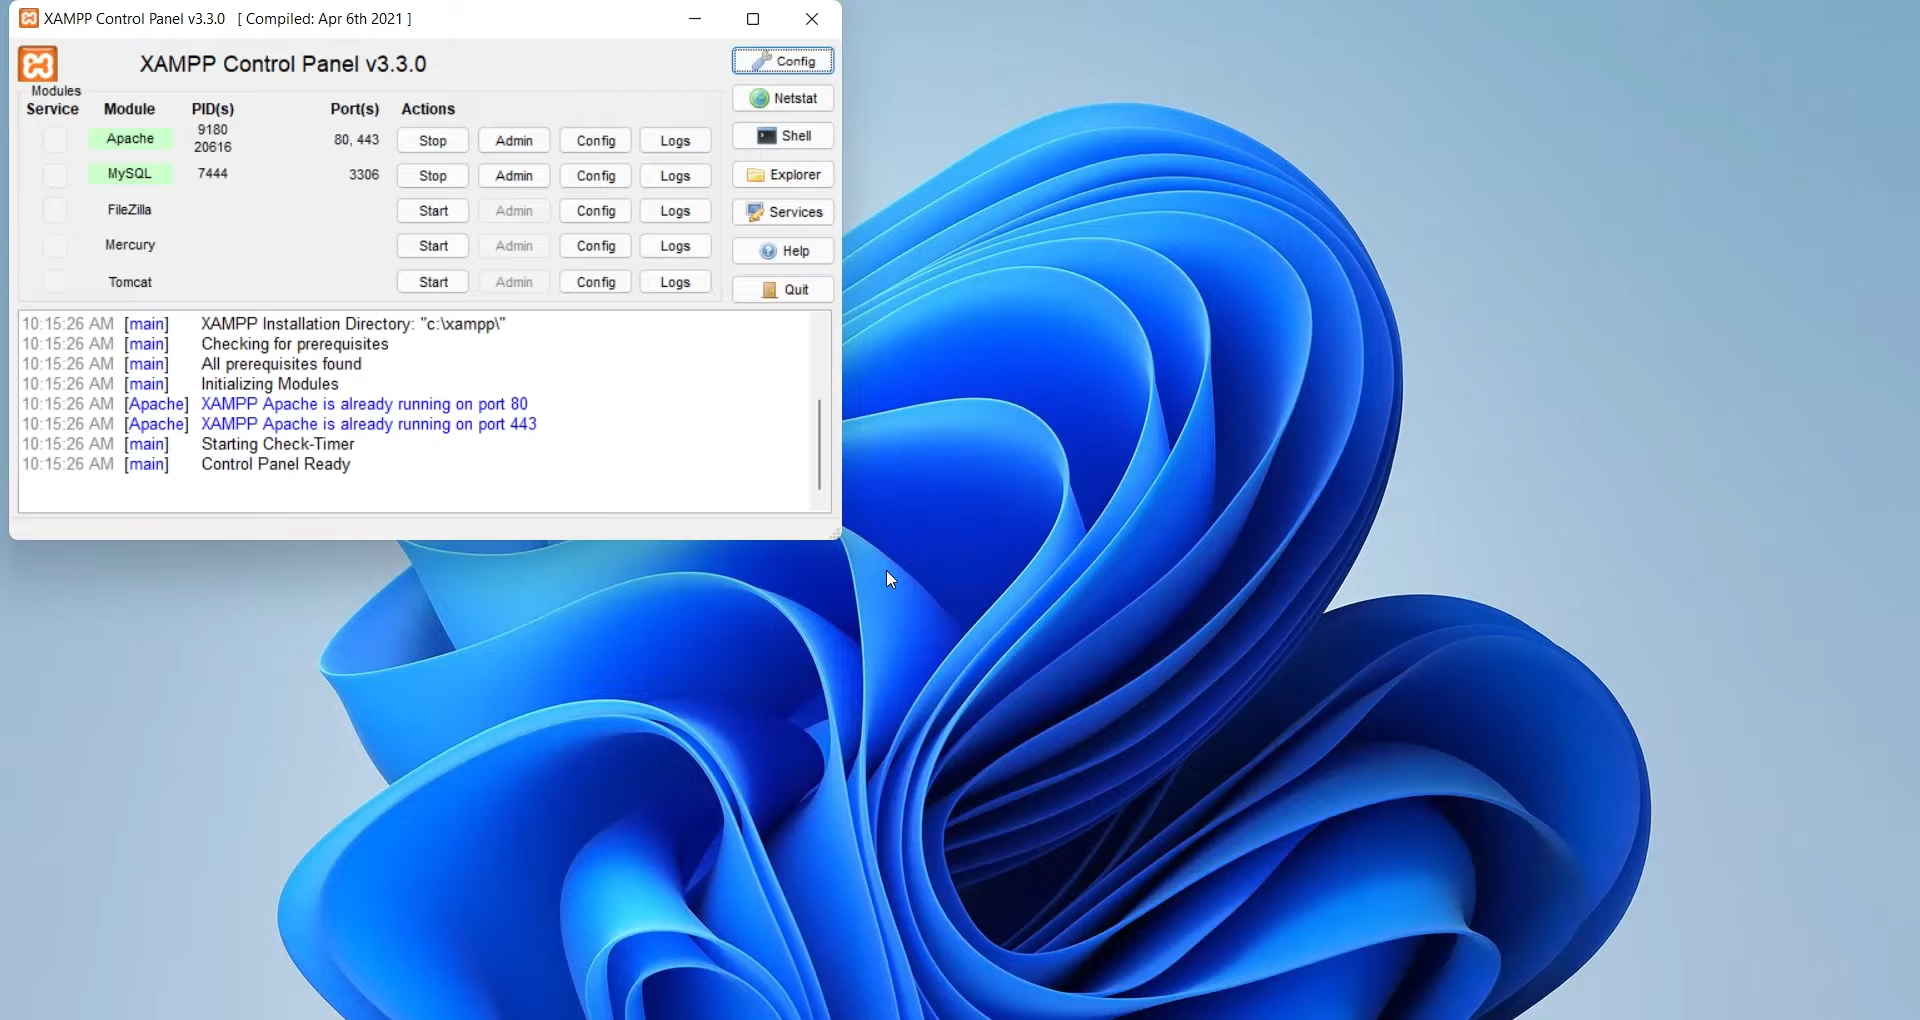 XAMPP Control Panel v3.3.0 [ Compiled: Apr 6th 2021 ]
XAMPP Control Panel v3.3.0
Config
Modules
Service Module PID(s) Port(s) Actions
Netstat
Apache 9180 20616 80, 443 Stop Admin Config Logs
Shell
MySQL 7444 3306 Stop Admin Config Logs
Explorer
FileZilla Start Admin Config Logs
Services
Mercury Start Admin Config Logs
Help
Tomcat Start Admin Config Logs
Quit
10:15:26 AM [main] XAMPP Installation Directory: "c:\xampp\"
10:15:26 AM [main] Checking for prerequisites
10:15:26 AM [main] All prerequisites found
10:15:26 AM [main] Initializing Modules
10:15:26 AM [Apache] XAMPP Apache is already running on port 80
10:15:26 AM [Apache] XAMPP Apache is already running on port 443
10:15:26 AM [main] Starting Check-Timer
10:15:26 AM [main] Control Panel Ready